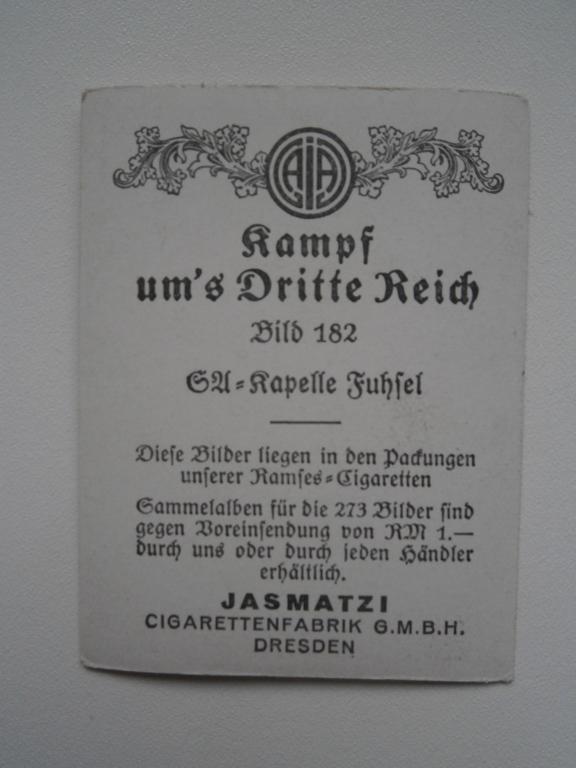 AJA
Kampf
um's Dritte Reich
Bild 182
SA-Kapelle Fuhsel
Diese Bilder liegen in den Packungen
unserer Ramses-Cigaretten
Sammelalben für die 273 Bilder sind
gegen Voreinsendung von RM 1.—
durch uns oder durch jeden Händler
erhältlich.
JASMATZI
CIGARETTENFABRIK G.M.B.H.
DRESDEN